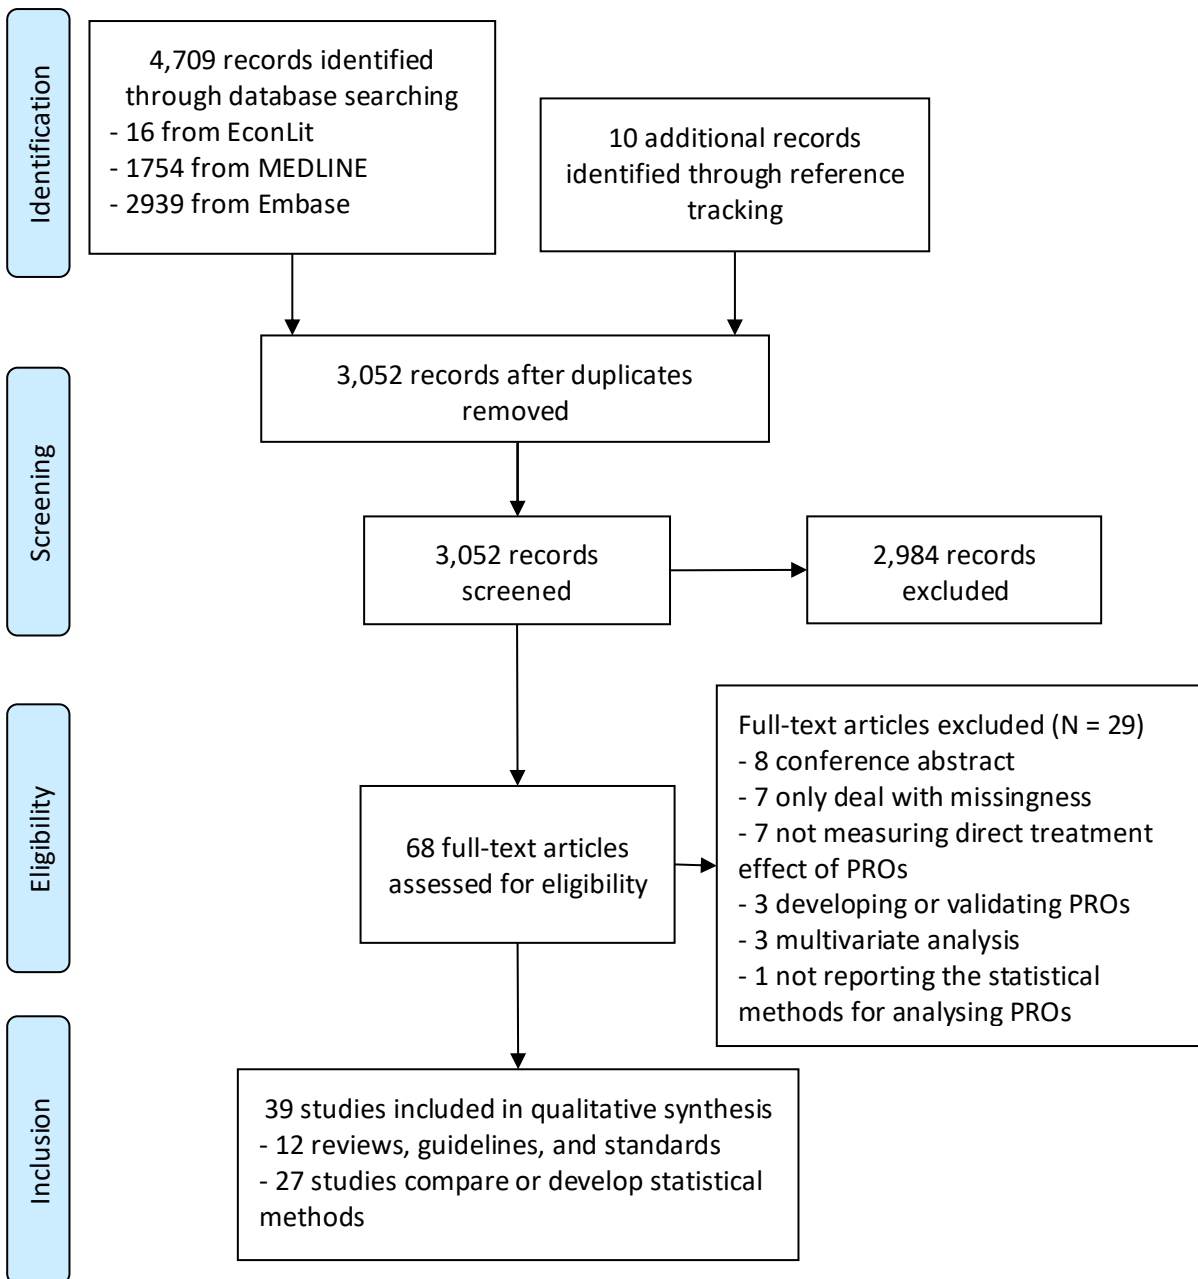 Identification
4,709 records identified
through database searching
- 16 from EconLit
- 1754 from MEDLINE
- 2939 from Embase
10 additional records
identified through reference
tracking
Screening
3,052 records after duplicates
removed
3,052 records
screened
2,984 records
excluded
Eligibility
68 full-text articles
assessed for eligibility
Full-text articles excluded (N = 29)
- 8 conference abstract
- 7 only deal with missingness
- 7 not measuring direct treatment
effect of PROs
- 3 developing or validating PROs
- 3 multivariate analysis
- 1 not reporting the statistical
methods for analysing PROs
Inclusion
39 studies included in qualitative synthesis
- 12 reviews, guidelines, and standards
- 27 studies compare or develop statistical
methods